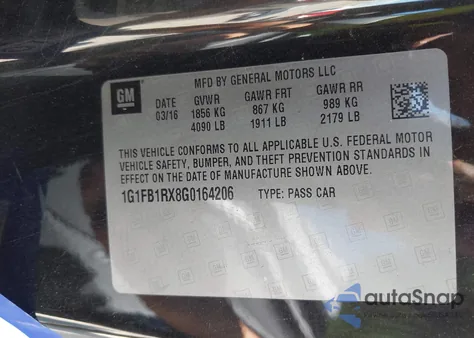 MFD BY GENERAL MOTORS LLC
GM
DATE GVWR GAWR FRT GAWR RR
03/16 1856 KG 867 KG 989 KG
4090 LB 1911 LB 2179 LB
THIS VEHICLE CONFORMS TO ALL APPLICABLE U.S. FEDERAL MOTOR
VEHICLE SAFETY, BUMPER, AND THEFT PREVENTION STANDARDS IN
EFFECT ON THE DATE OF MANUFACTURE SHOWN ABOVE.
1G1FB1RX8G0164206 TYPE: PASS CAR
autoSnap